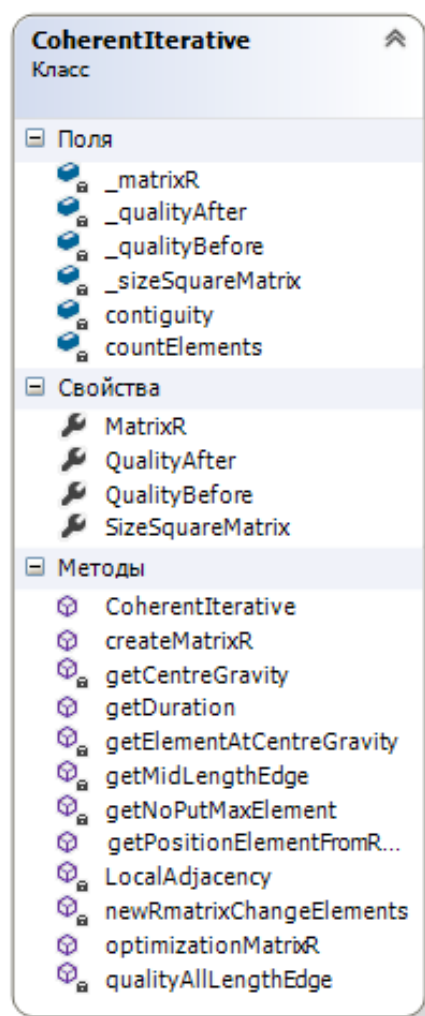 CoherentIterative
Класс
Поля
_matrixR
_qualityAfter
_qualityBefore
_sizeSquareMatrix
contiguity
countElements
Свойства
MatrixR
QualityAfter
QualityBefore
SizeSquareMatrix
Методы
CoherentIterative
createMatrixR
getCentreGravity
getDuration
getElementAtCentreGravity
getMidLengthEdge
getNoPutMaxElement
getPositionElementFromR...
LocalAdjacency
newRmatrixChangeElements
optimizationMatrixR
qualityAllLengthEdge